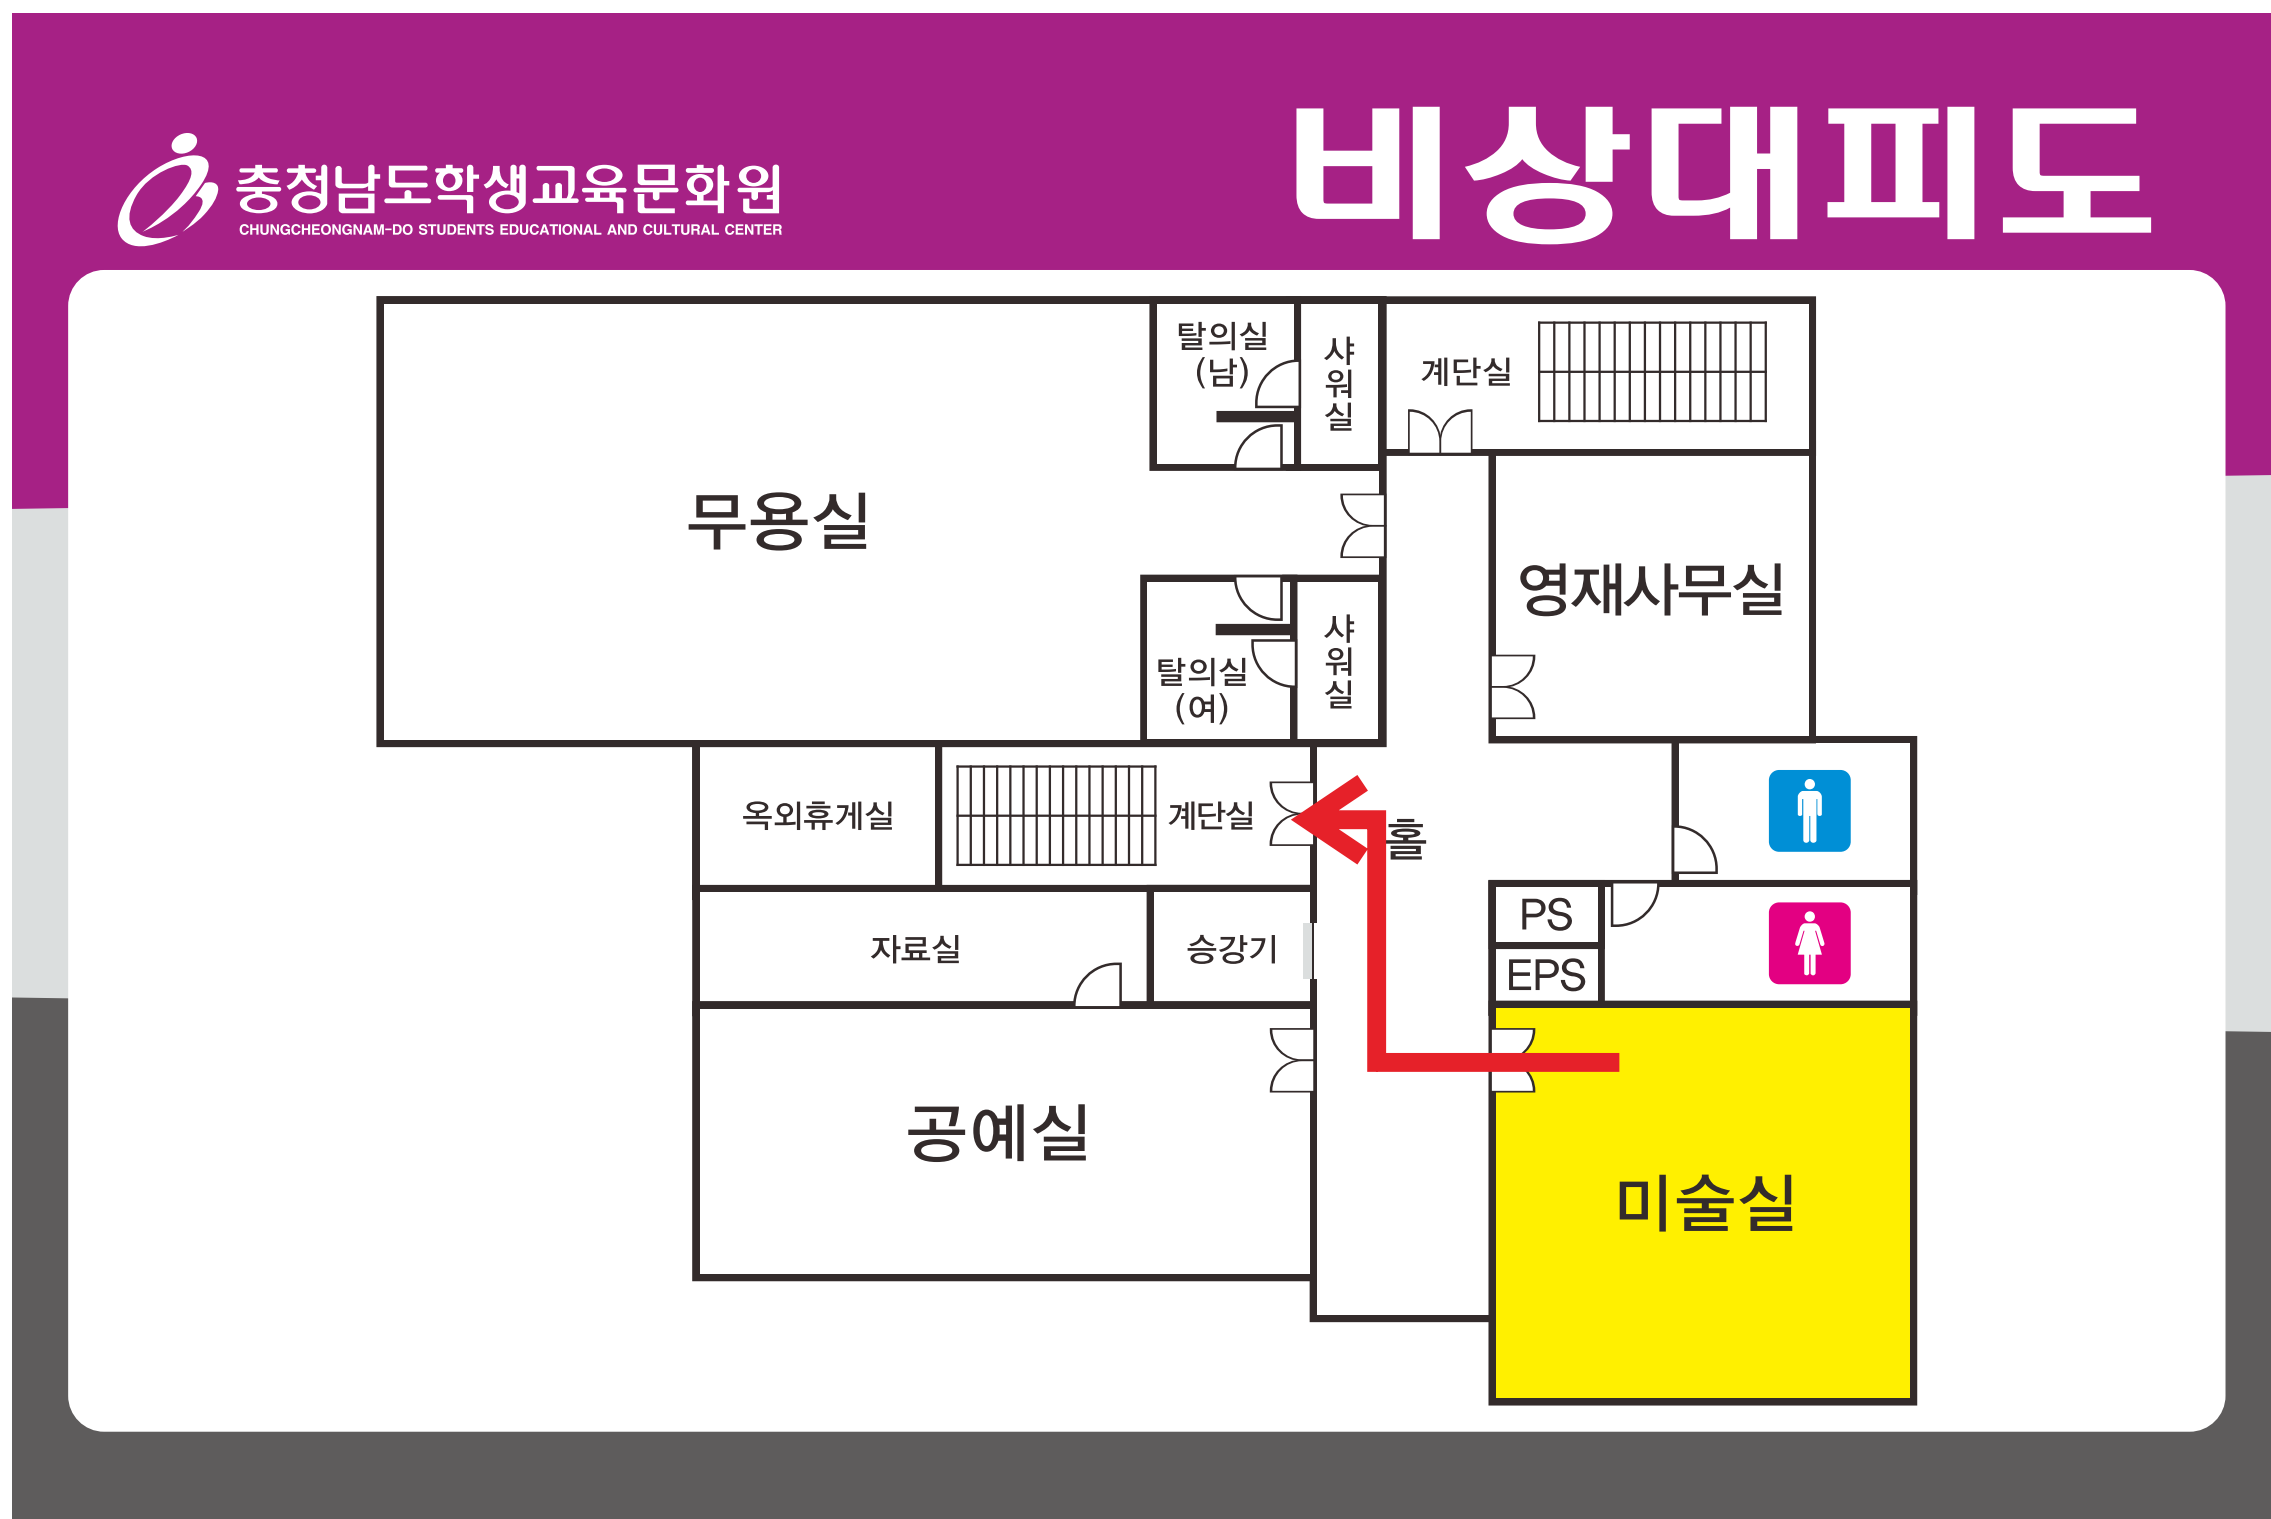 충청남도학생교육문화원
CHUNGCHEONGNAM-DO STUDENTS EDUCATIONAL AND CULTURAL CENTER
비상대피도
탈의실
(남)
샤워실
계단실
무용실
영재사무실
탈의실
(여)
샤워실
옥외휴게실
계단실
홀
PS
자료실
승강기
EPS
공예실
미술실